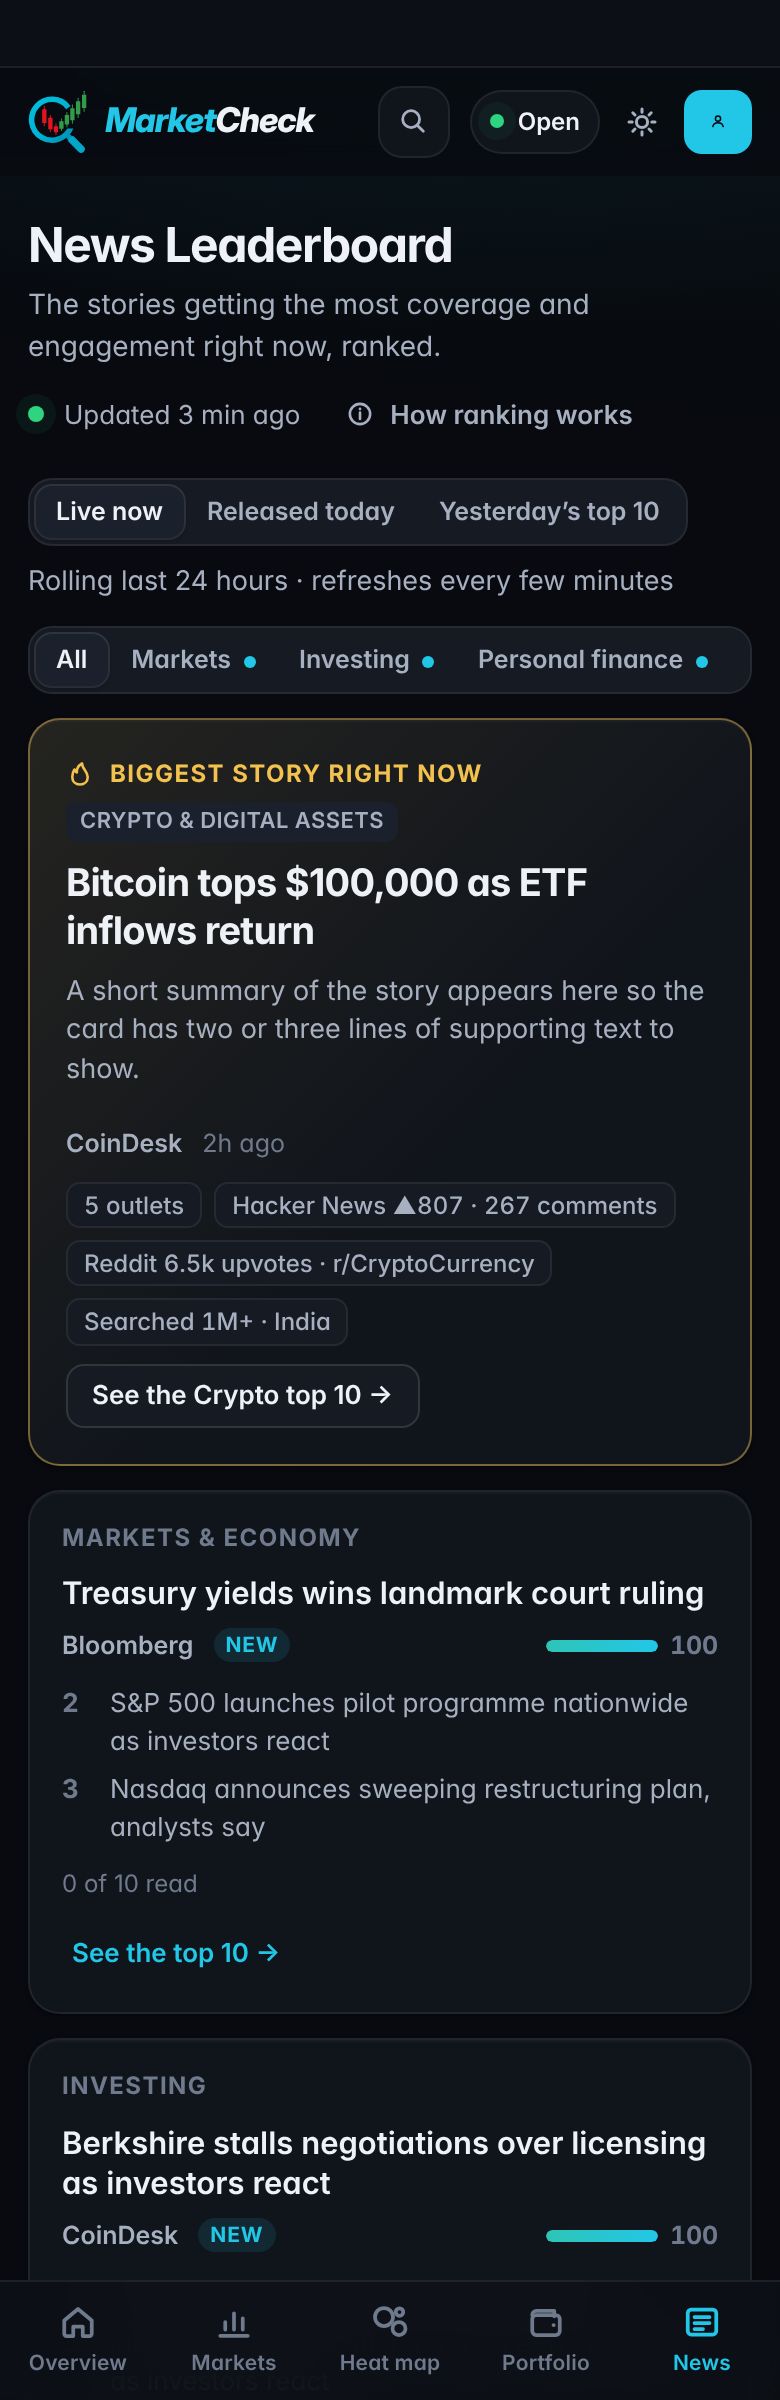 MarketCheck
Open
News Leaderboard
The stories getting the most coverage and
engagement right now, ranked.
Updated 3 min ago
How ranking works
Live now
Released today
Yesterday’s top 10
Rolling last 24 hours · refreshes every few minutes
All
Markets
Investing
Personal finance
BIGGEST STORY RIGHT NOW
CRYPTO & DIGITAL ASSETS
Bitcoin tops $100,000 as ETF
inflows return
A short summary of the story appears here so the
card has two or three lines of supporting text to
show.
CoinDesk 2h ago
5 outlets
Hacker News ▲807 · 267 comments
Reddit 6.5k upvotes · r/CryptoCurrency
Searched 1M+ · India
See the Crypto top 10 →
MARKETS & ECONOMY
Treasury yields wins landmark court ruling
Bloomberg NEW 100
2 S&P 500 launches pilot programme nationwide
as investors react
3 Nasdaq announces sweeping restructuring plan,
analysts say
0 of 10 read
See the top 10 →
INVESTING
Berkshire stalls negotiations over licensing
as investors react
CoinDesk NEW 100
Overview
Markets
Heat map
Portfolio
News
as investors react